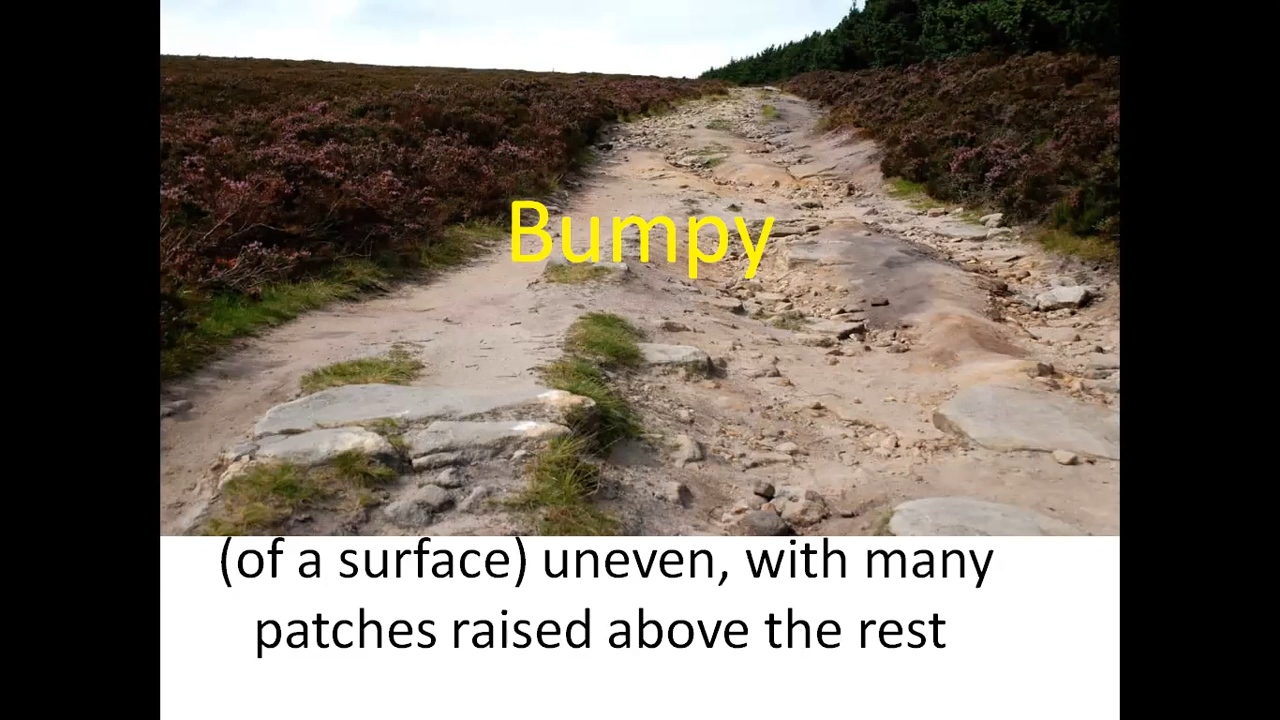 Bumpy
(of a surface) uneven, with many
patches raised above the rest